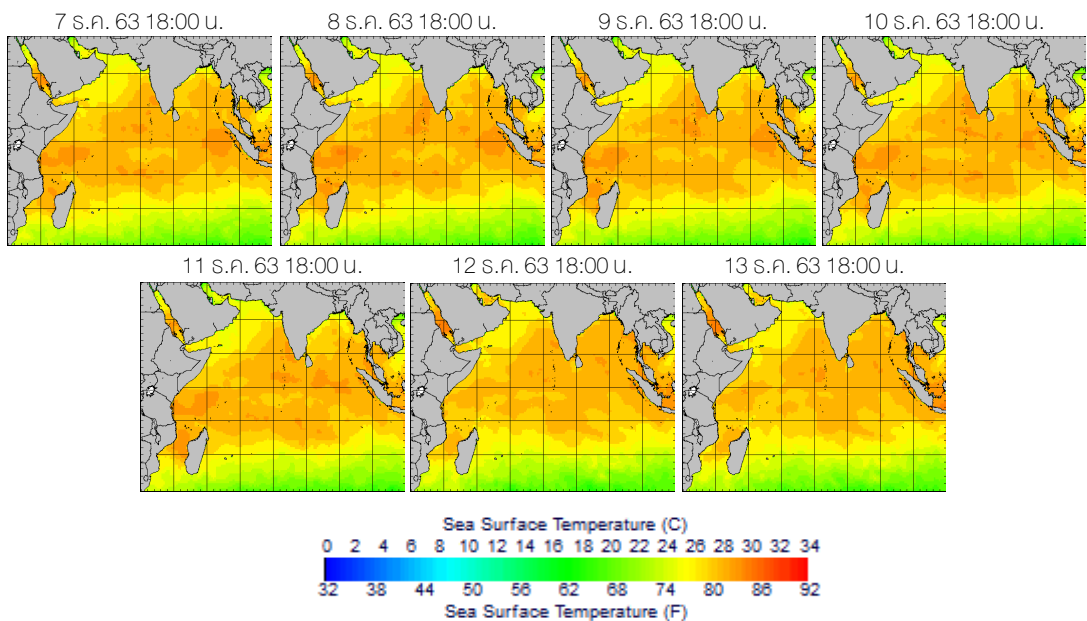 7 ธ.ค. 63 18:00 น. 8 ธ.ค. 63 18:00 น. 9 ธ.ค. 63 18:00 น. 10 ธ.ค. 63 18:00 น.
11 ธ.ค. 63 18:00 น. 12 ธ.ค. 63 18:00 น. 13 ธ.ค. 63 18:00 น.
Sea Surface Temperature (C)
0 2 4 6 8 10 12 14 16 18 20 22 24 26 28 30 32 34
32 38 44 50 56 62 68 74 80 86 92
Sea Surface Temperature (F)